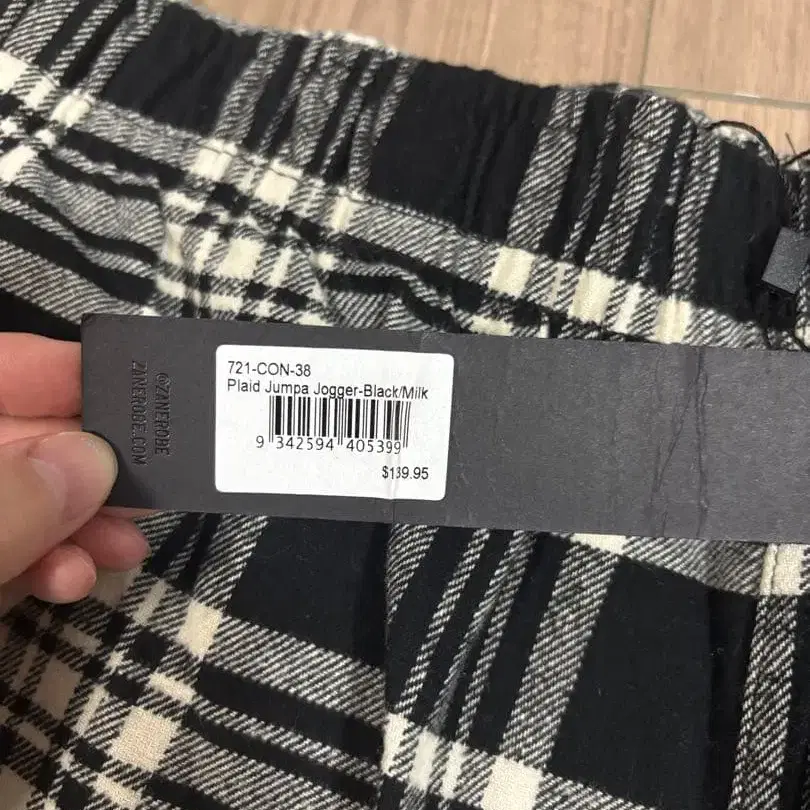 721-CON-38
Plaid Jumpa Jogger-Black/Milk
9 342594 405399
$139.95
©ZANEROBE
ZANEROBE.COM